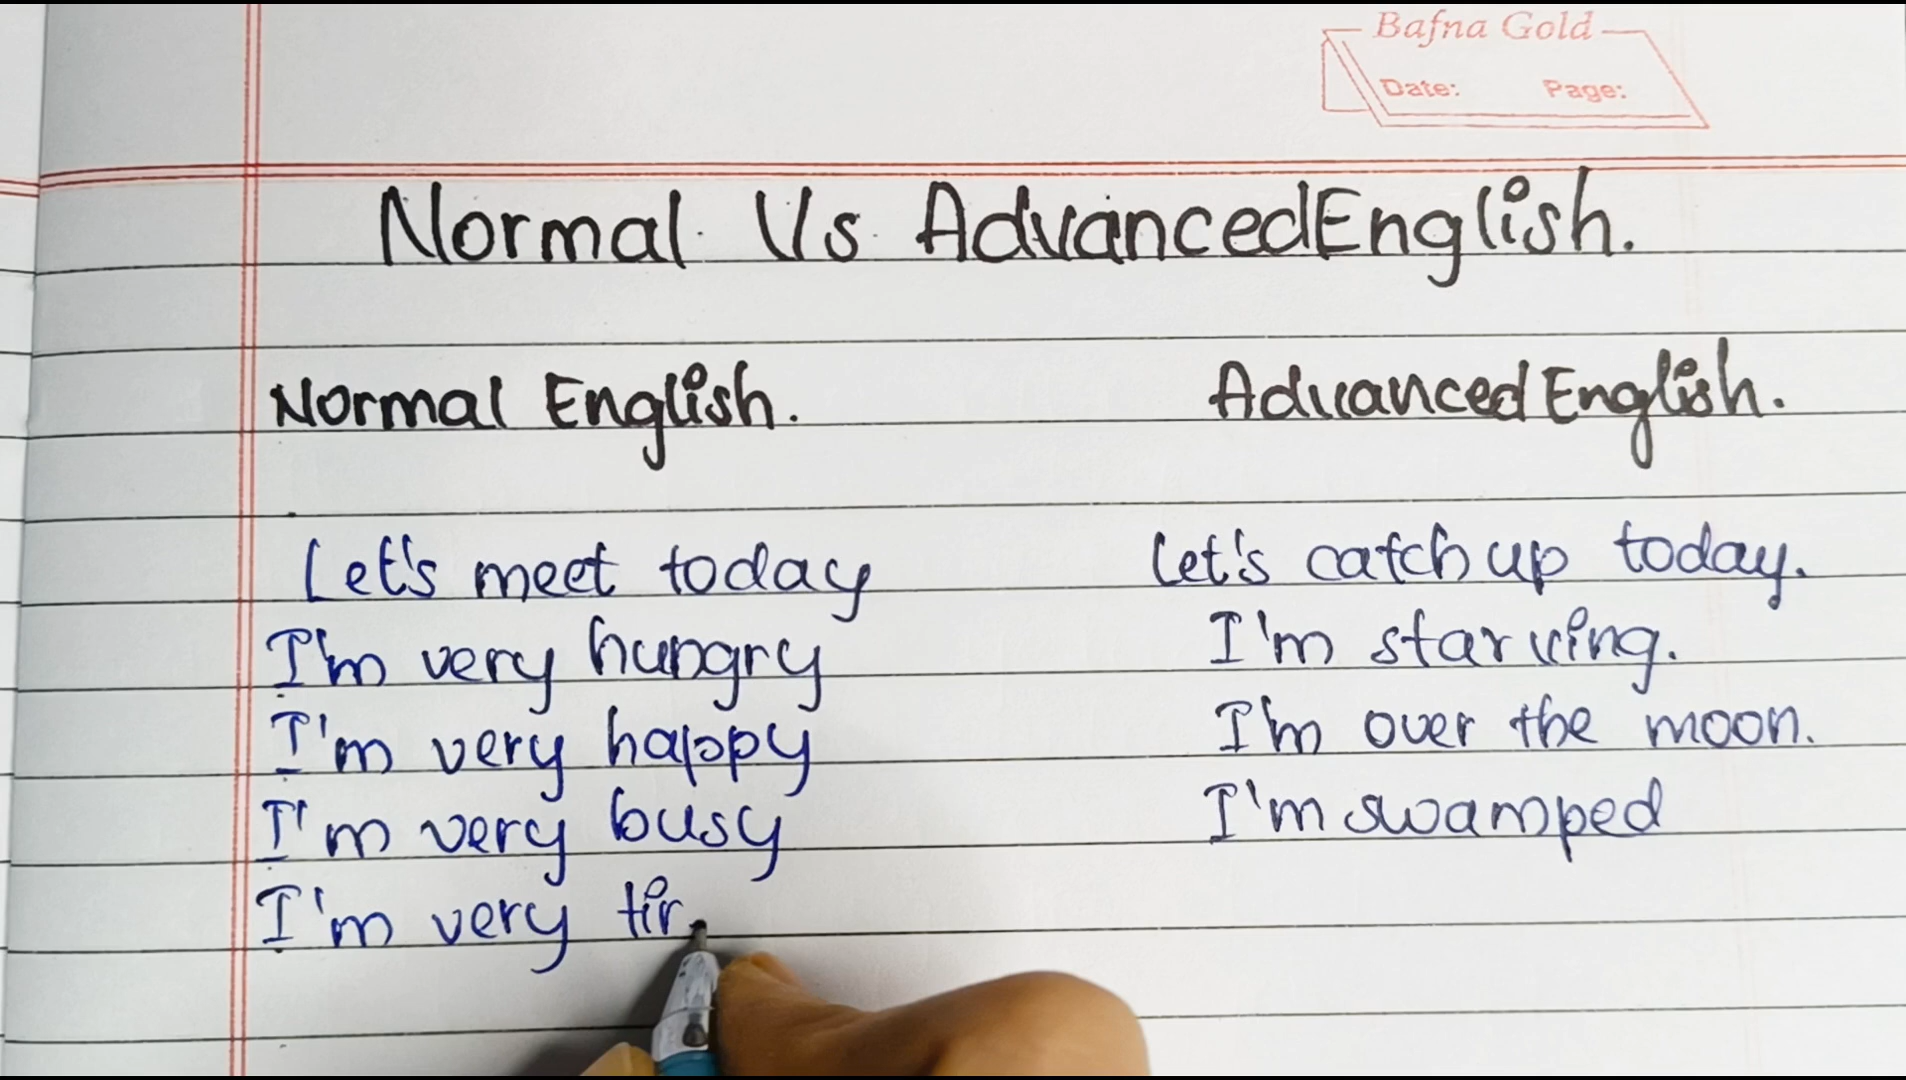 Bafna Gold
Date: Page:
Normal Vs AdvancedEnglish.
Normal English. Advanced English.
Let's meet today Let's catch up today.
I'm very hungry I'm starving.
I'm very happy I'm over the moon.
I'm very busy I'm swamped
I'm very tir